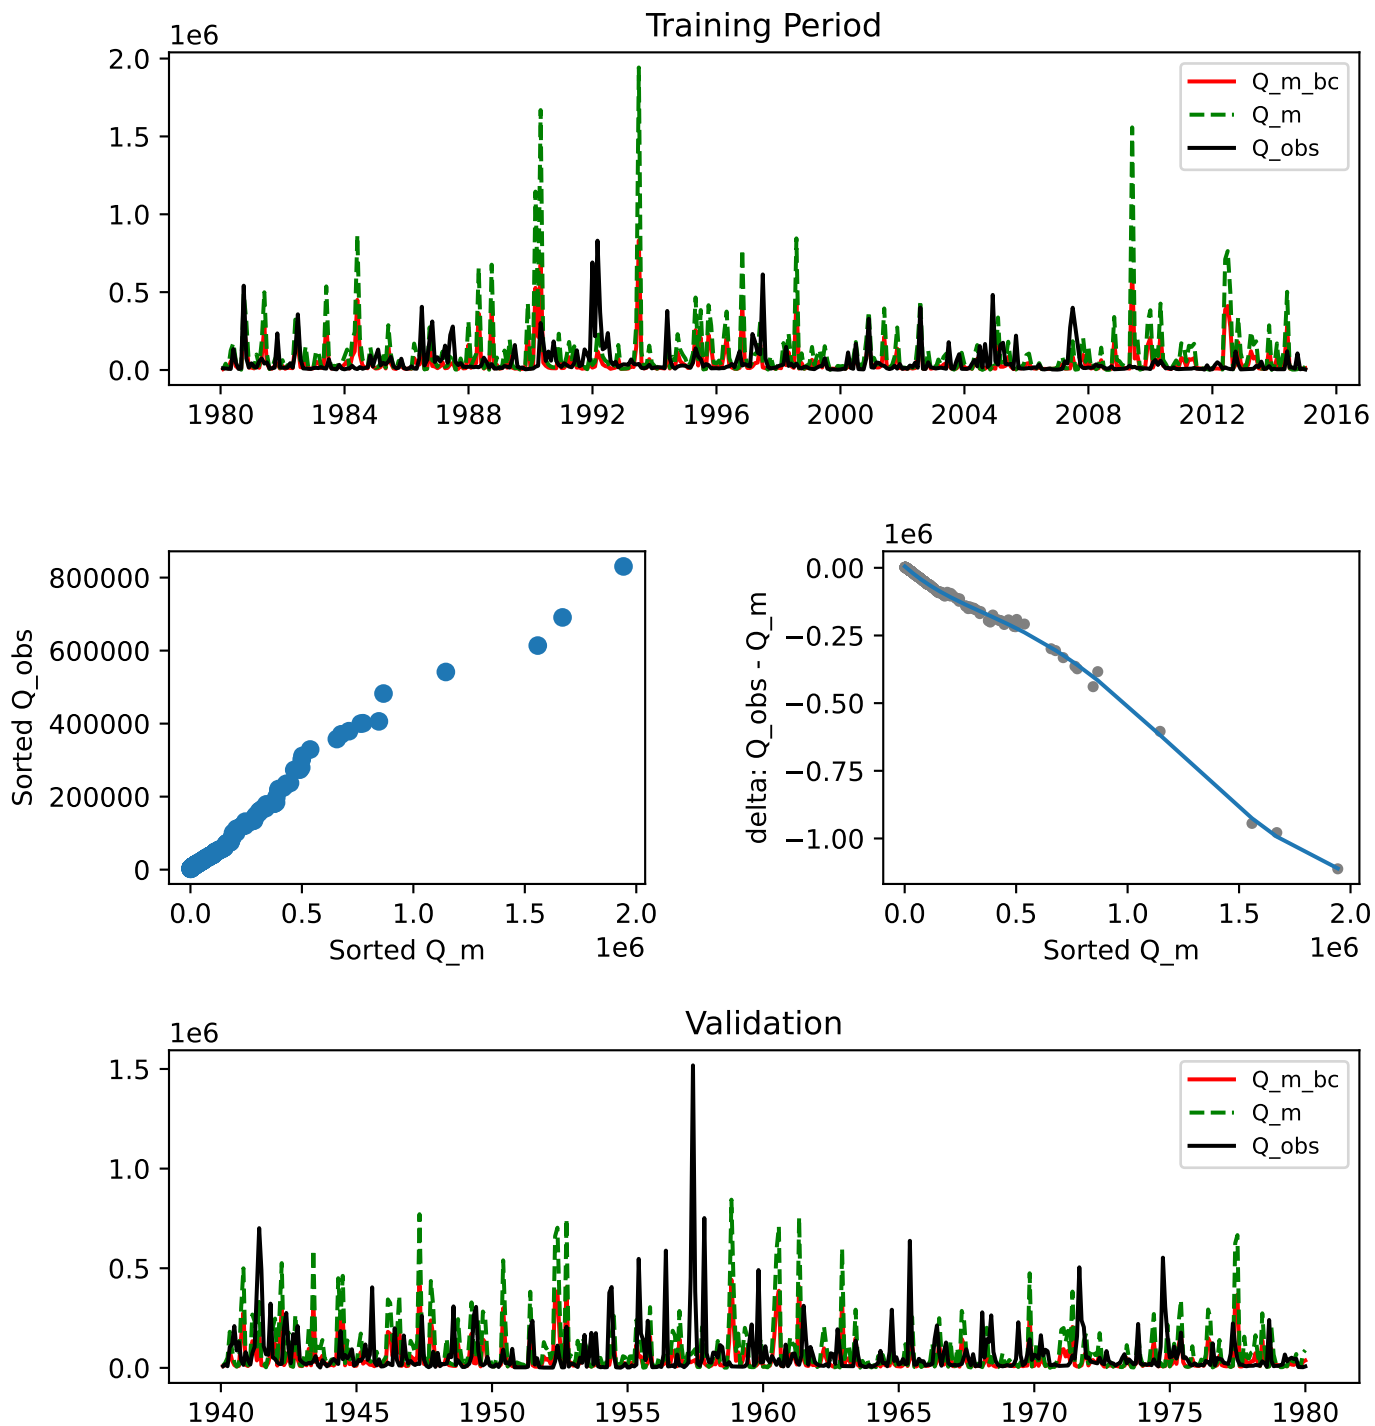 Training Period
1e6
2.0
1.5
1.0
0.5
0.0
Q_m_bc
Q_m
Q_obs
1980 1984 1988 1992 1996 2000 2004 2008 2012 2016
Sorted Q_obs
800000
600000
400000
200000
0
0.0 0.5 1.0 1.5 2.0
Sorted Q_m
1e6
1e6
delta: Q_obs - Q_m
0.00
−0.25
−0.50
−0.75
−1.00
0.0 0.5 1.0 1.5 2.0
Sorted Q_m
1e6
Validation
1e6
1.5
1.0
0.5
0.0
Q_m_bc
Q_m
Q_obs
1940 1945 1950 1955 1960 1965 1970 1975 1980